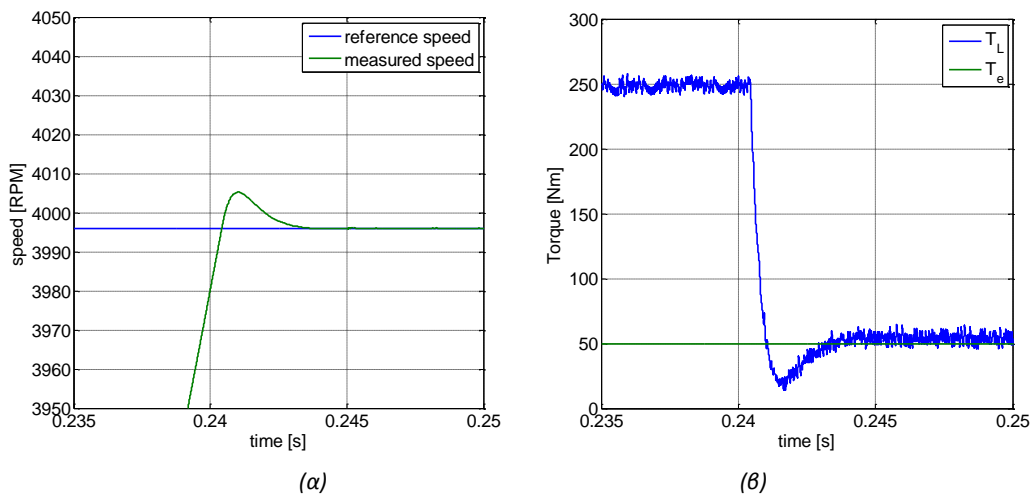 4050
4040
4030
4020
4010
4000
3990
3980
3970
3960
3950
speed [RPM]
reference speed
measured speed
0.235
0.24
0.245
0.25
time [s]
(α)
300
250
200
150
100
50
0
Torque [Nm]
T_L
T_e
0.235
0.24
0.245
0.25
time [s]
(β)